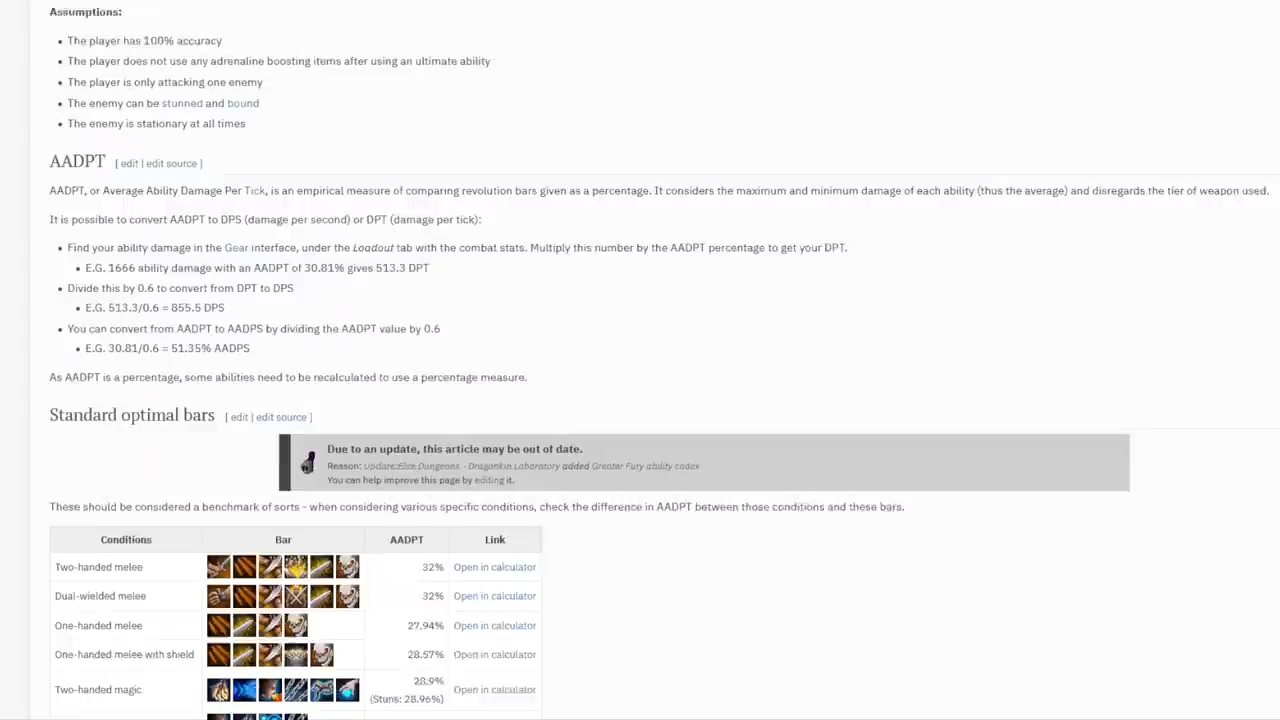 Assumptions:
The player has 100% accuracy
The player does not use any adrenaline boosting items after using an ultimate ability
The player is only attacking one enemy
The enemy can be stunned and bound
The enemy is stationary at all times
AADPT [ edit | edit source ]
AADPT, or Average Ability Damage Per Tick, is an empirical measure of comparing revolution bars given as a percentage. It considers the maximum and minimum damage of each ability (thus the average) and disregards the tier of weapon used.
It is possible to convert AADPT to DPS (damage per second) or DPT (damage per tick):
Find your ability damage in the Gear interface, under the Loadout tab with the combat stats. Multiply this number by the AADPT percentage to get your DPT.
E.G. 1666 ability damage with an AADPT of 30.81% gives 513.3 DPT
Divide this by 0.6 to convert from DPT to DPS
E.G. 513.3/0.6 = 855.5 DPS
You can convert from AADPT to AADPS by dividing the AADPT value by 0.6
E.G. 30.81/0.6 = 51.35% AADPS
As AADPT is a percentage, some abilities need to be recalculated to use a percentage measure.
Standard optimal bars [ edit | edit source ]
Due to an update, this article may be out of date.
Reason: Update:Elite Dungeons - Dragonkin Laboratory added Greater Fury ability codex
You can help improve this page by editing it.
These should be considered a benchmark of sorts - when considering various specific conditions, check the difference in AADPT between those conditions and these bars.
Conditions Bar AADPT Link
Two-handed melee 32% Open in calculator
Dual-wielded melee 32% Open in calculator
One-handed melee 27.94% Open in calculator
One-handed melee with shield 28.57% Open in calculator
Two-handed magic 28.9% (Stuns: 28.96%) Open in calculator